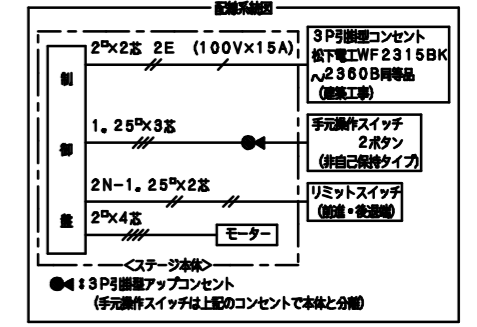 配線系統図
2□×2芯 2E (100V×15A)
3P引掛型コンセント
松下電工WF2315BK
～2360B同等品
(建築工事)
制御盤
1.25□×3芯
手元操作スイッチ
2ボタン
(非自己保持タイプ)
2N-1.25□×2芯
リミットスイッチ
(前進・後退端)
2□×4芯
モーター
<ステージ本体>
●◀:3P引掛型アップコンセント
(手元操作スイッチは上記のコンセントで本体と分離)